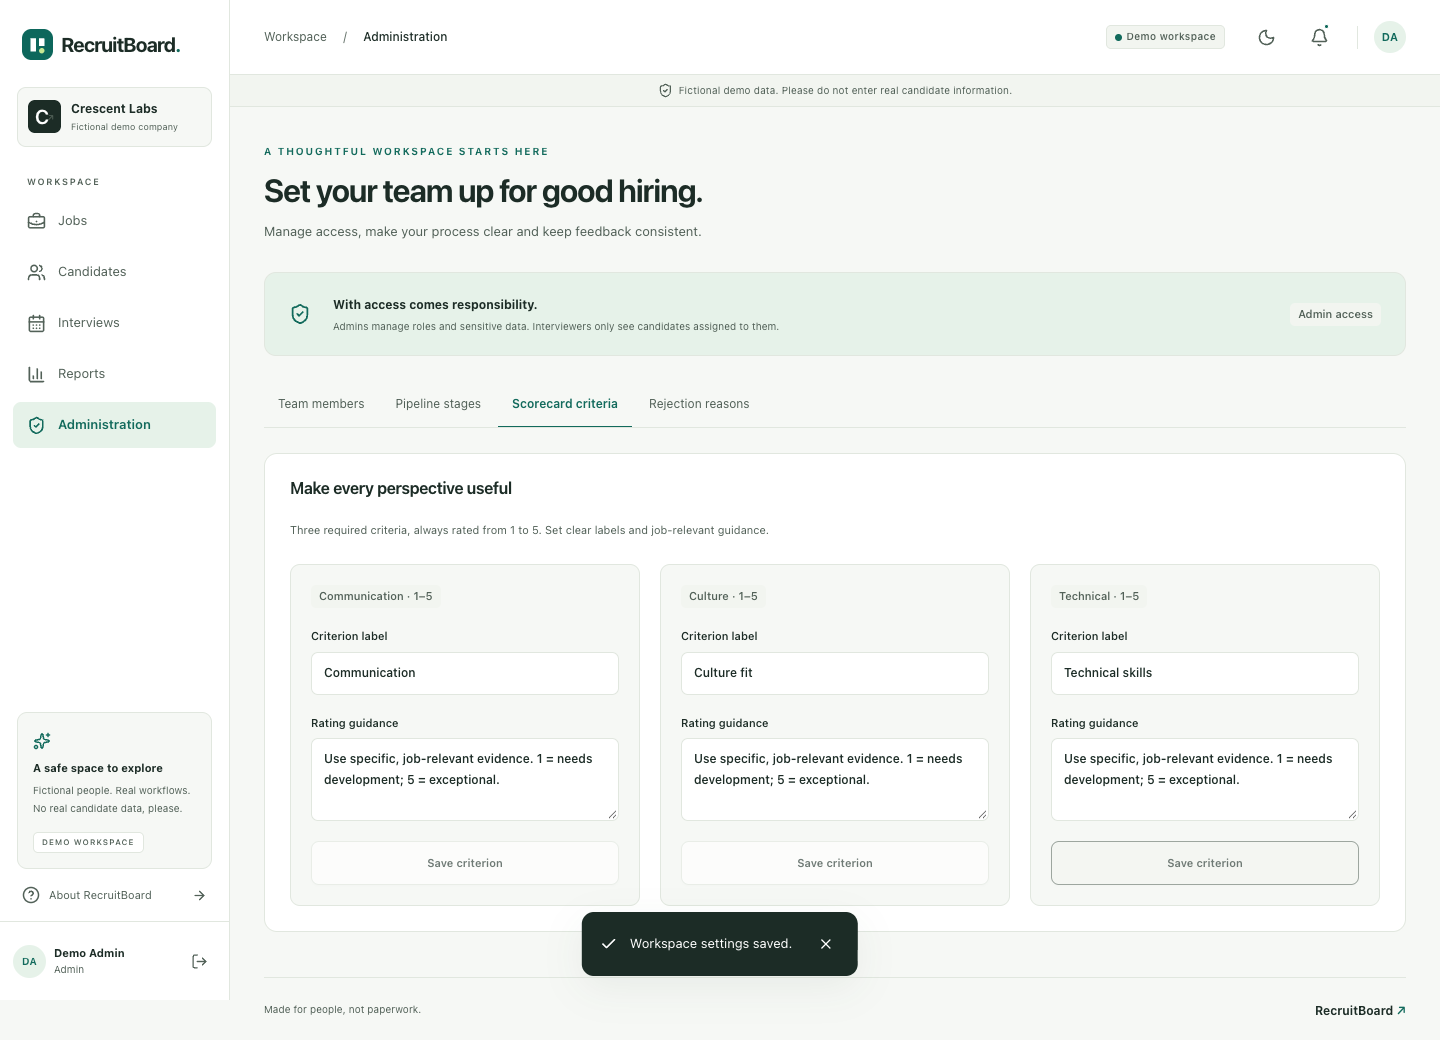 RecruitBoard.
Crescent Labs
Fictional demo company
WORKSPACE
Jobs
Candidates
Interviews
Reports
Administration
A safe space to explore
Fictional people. Real workflows.
No real candidate data, please.
DEMO WORKSPACE
About RecruitBoard
DA
Demo Admin
Admin
Workspace / Administration
Demo workspace
DA
Fictional demo data. Please do not enter real candidate information.
A THOUGHTFUL WORKSPACE STARTS HERE
Set your team up for good hiring.
Manage access, make your process clear and keep feedback consistent.
With access comes responsibility.
Admins manage roles and sensitive data. Interviewers only see candidates assigned to them.
Admin access
Team members
Pipeline stages
Scorecard criteria
Rejection reasons
Make every perspective useful
Three required criteria, always rated from 1 to 5. Set clear labels and job-relevant guidance.
Communication · 1–5
Criterion label
Communication
Rating guidance
Use specific, job-relevant evidence. 1 = needs
development; 5 = exceptional.
Save criterion
Culture · 1–5
Criterion label
Culture fit
Rating guidance
Use specific, job-relevant evidence. 1 = needs
development; 5 = exceptional.
Save criterion
Technical · 1–5
Criterion label
Technical skills
Rating guidance
Use specific, job-relevant evidence. 1 = needs
development; 5 = exceptional.
Save criterion
Workspace settings saved.
Made for people, not paperwork.
RecruitBoard